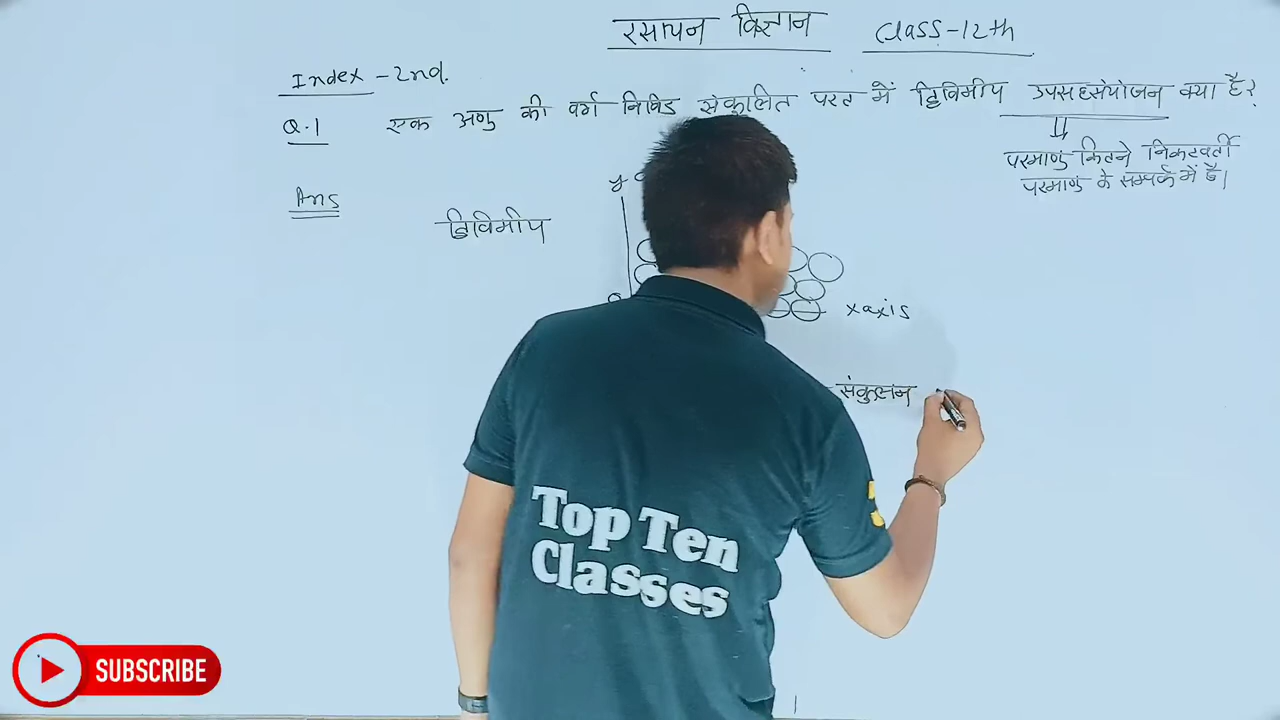 रसायन विज्ञान Class-12th
Index - 2nd.
Q.1 एक अणु की वर्ग निविड संकुलित परत में द्विविमीय उपसहसंयोजन क्या है?
परमाणु कितने निकटवर्ती
परमाणु के सम्पर्क में है।
Ans
y
द्विविमीय
x axis
संकुलन
Top Ten
Classes
SUBSCRIBE